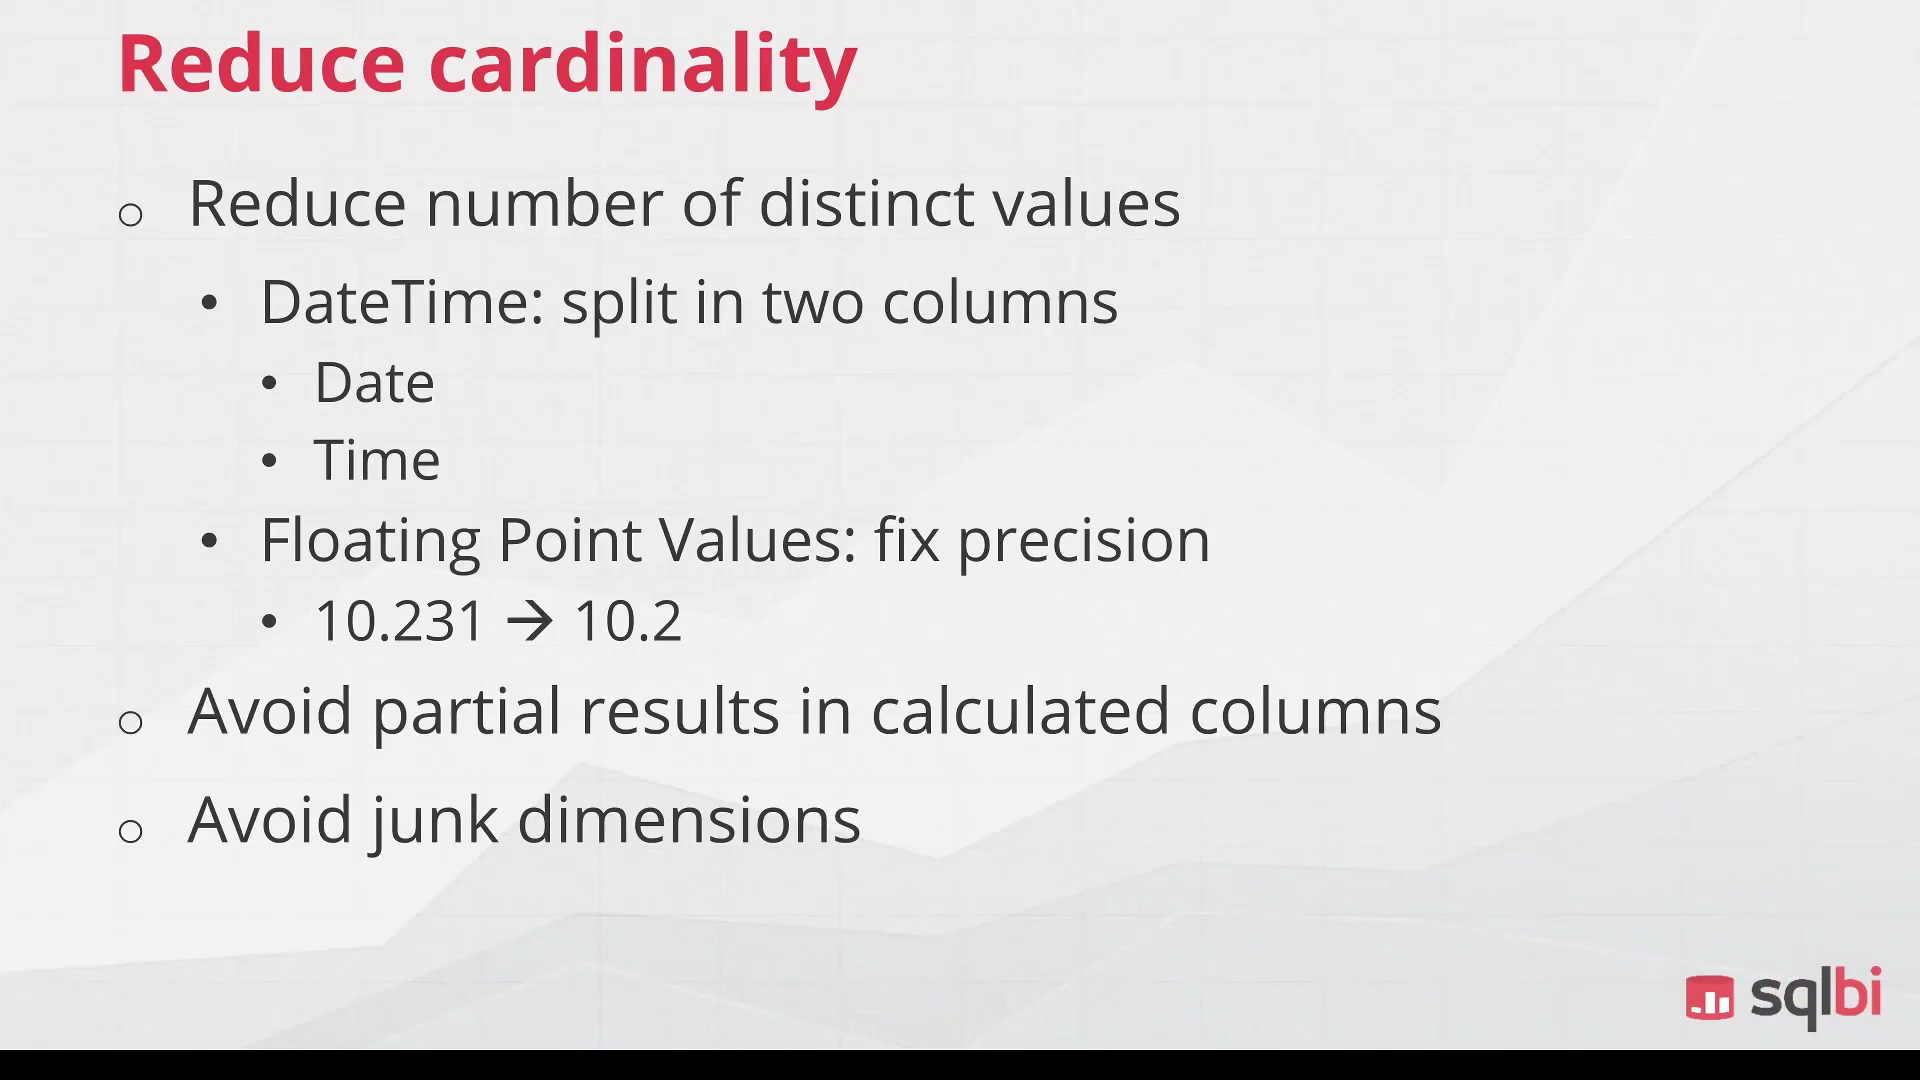 Reduce cardinality
○ Reduce number of distinct values
• DateTime: split in two columns
• Date
• Time
• Floating Point Values: fix precision
• 10.231 → 10.2
○ Avoid partial results in calculated columns
○ Avoid junk dimensions
sqlbi